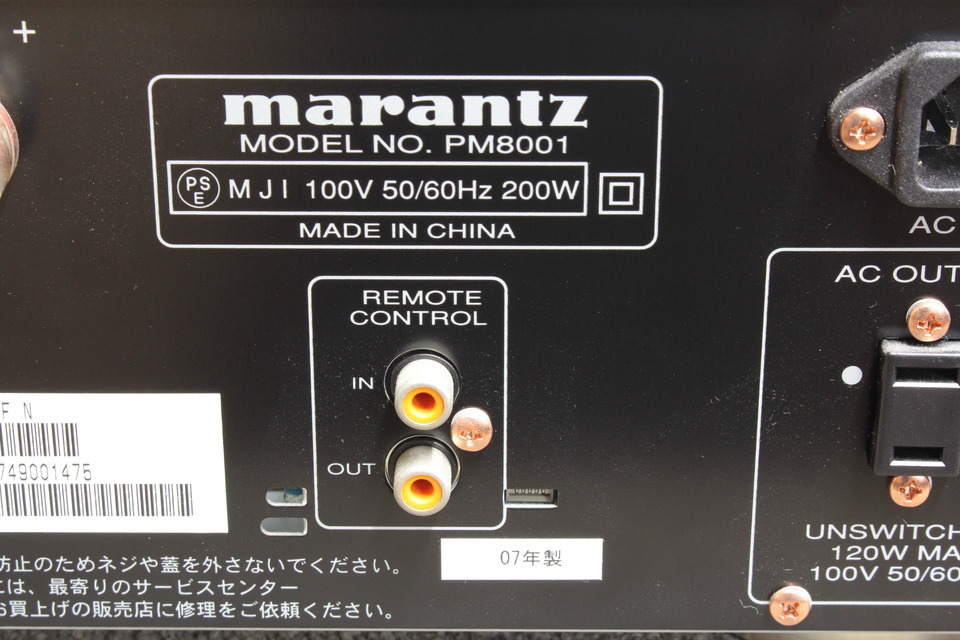 +
marantz
MODEL NO. PM8001
PSE MJI 100V 50/60Hz 200W
MADE IN CHINA
AC
AC OUT
REMOTE
CONTROL
IN
OUT
F N
749001475
07年製
UNSWITCH
120W MA
100V 50/60
防止のためネジや蓋を外さないでください。
には、最寄りのサービスセンター
お買上げの販売店に修理をご依頼ください。